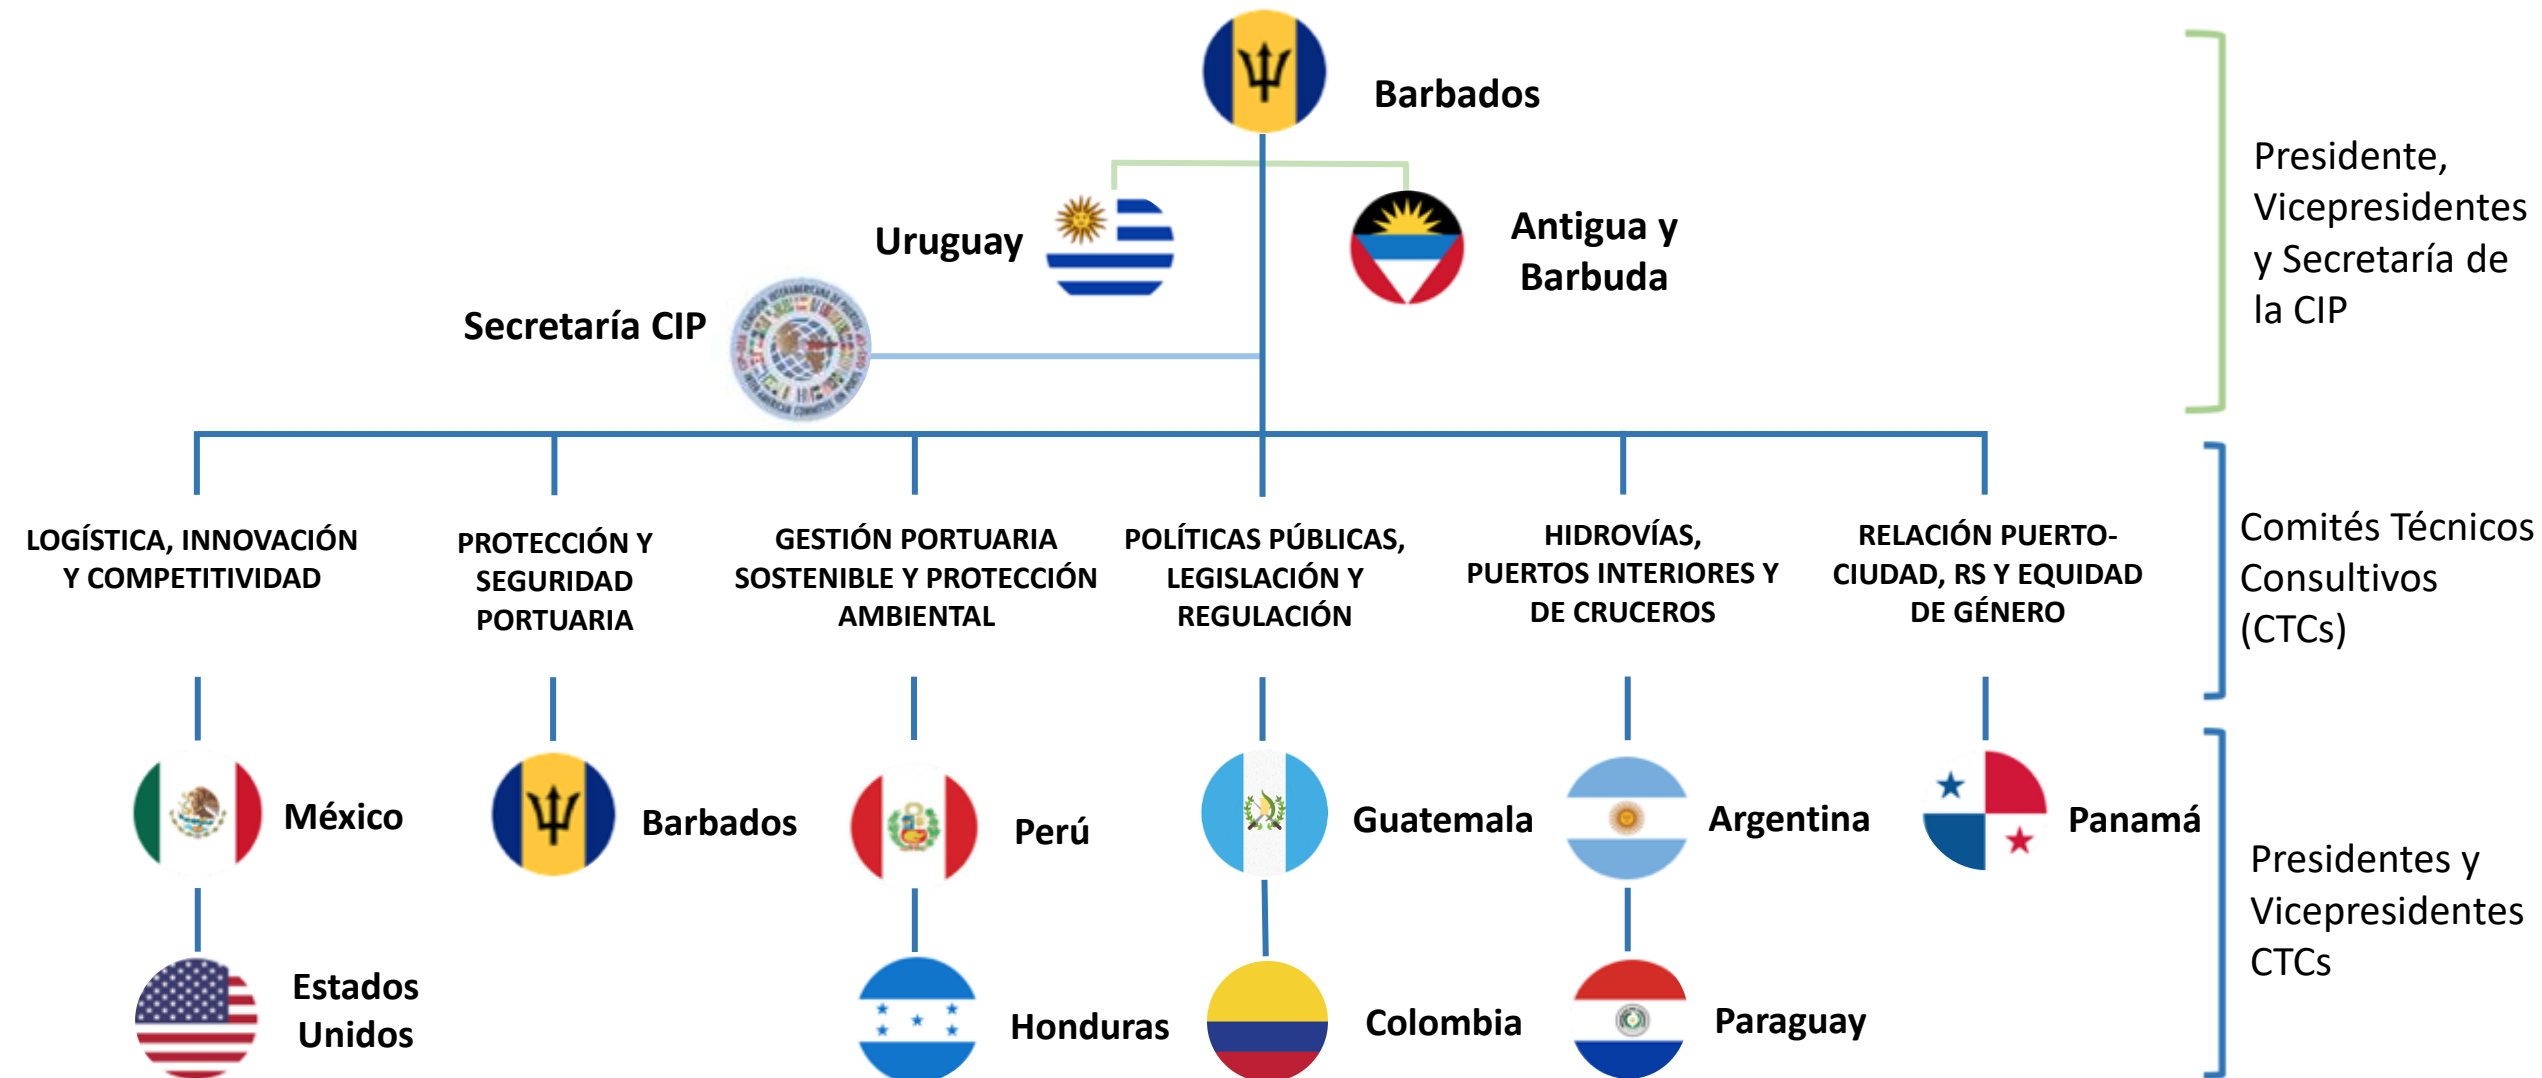 Barbados
Uruguay
Antigua y
Barbuda
Secretaría CIP
Presidente,
Vicepresidentes
y Secretaría de
la CIP
LOGÍSTICA, INNOVACIÓN
Y COMPETITIVIDAD
PROTECCIÓN Y
SEGURIDAD
PORTUARIA
GESTIÓN PORTUARIA
SOSTENIBLE Y PROTECCIÓN
AMBIENTAL
POLÍTICAS PÚBLICAS,
LEGISLACIÓN Y
REGULACIÓN
HIDROVÍAS,
PUERTOS INTERIORES Y
DE CRUCEROS
RELACIÓN PUERTO-
CIUDAD, RS Y EQUIDAD
DE GÉNERO
Comités Técnicos
Consultivos
(CTCs)
México
Barbados
Perú
Guatemala
Argentina
Panamá
Estados
Unidos
Honduras
Colombia
Paraguay
Presidentes y
Vicepresidentes
CTCs